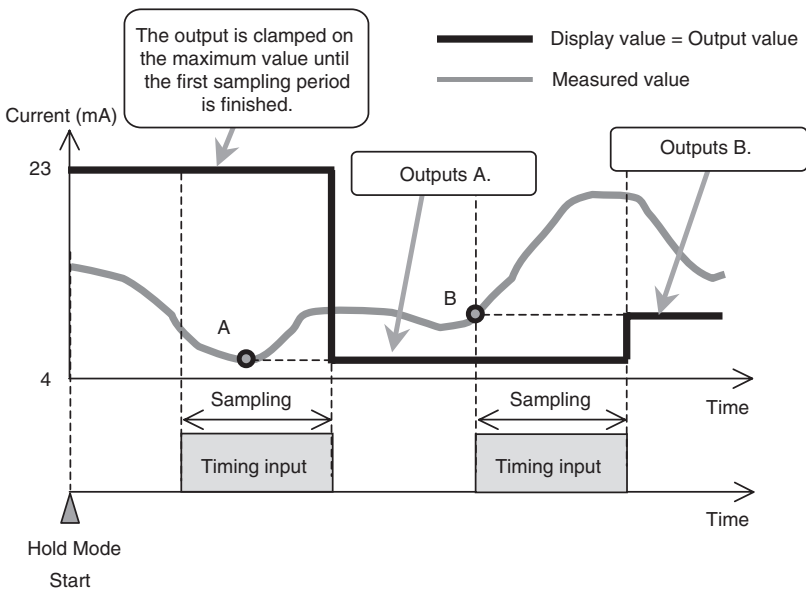 The output is clamped on
the maximum value until
the first sampling period
is finished.
Display value = Output value
Measured value
Current (mA)
23
Outputs A.
Outputs B.
A
B
4
Sampling
Sampling
Time
Timing input
Timing input
Time
Hold Mode
Start